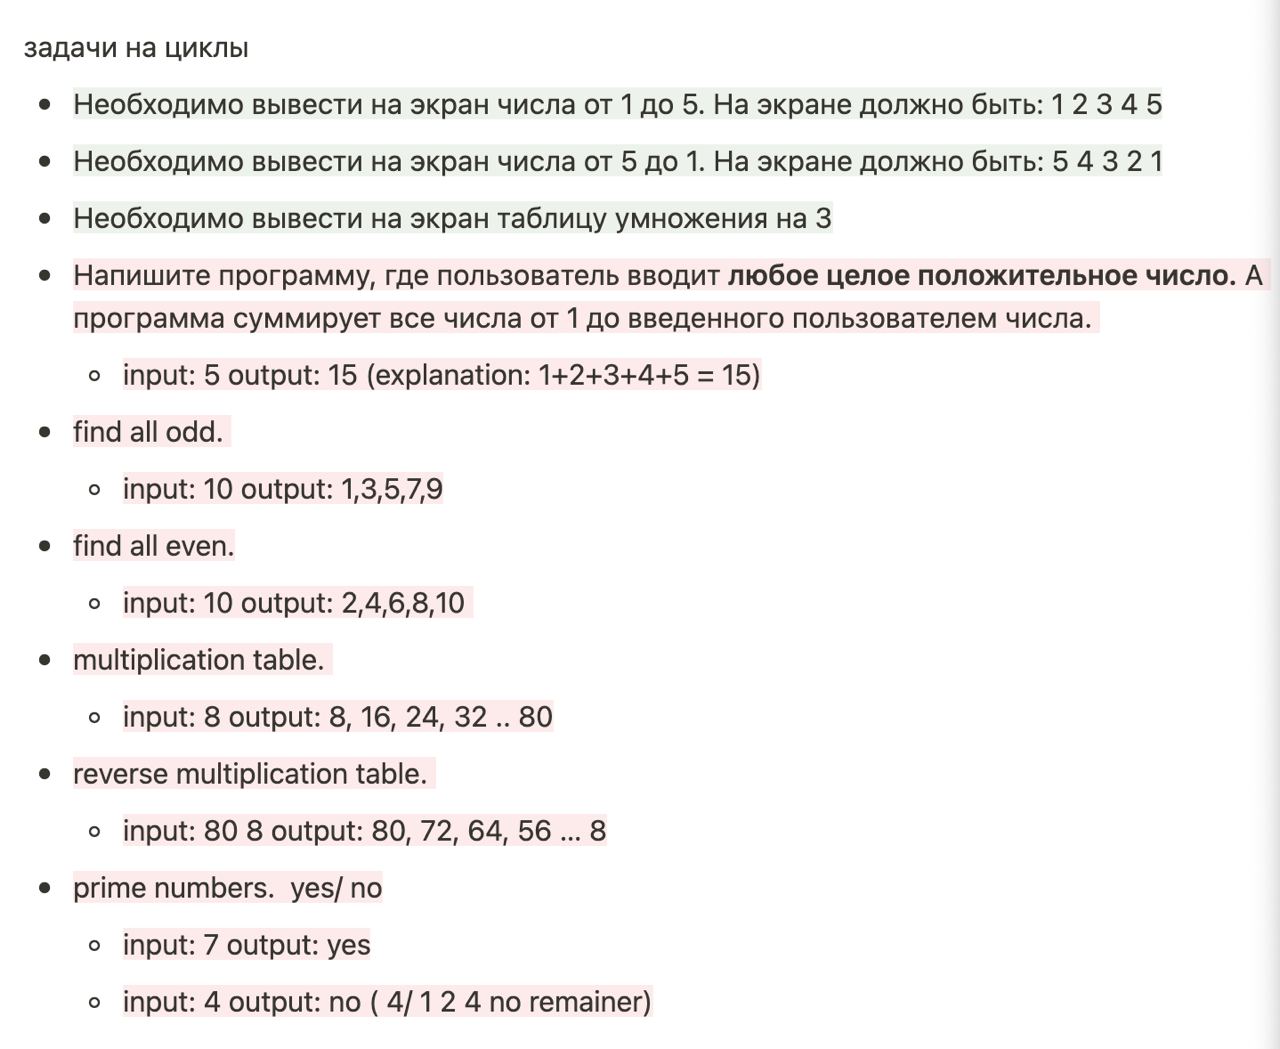 задачи на циклы
Необходимо вывести на экран числа от 1 до 5. На экране должно быть: 1 2 3 4 5
Необходимо вывести на экран числа от 5 до 1. На экране должно быть: 5 4 3 2 1
Необходимо вывести на экран таблицу умножения на 3
Напишите программу, где пользователь вводит любое целое положительное число. А
программа суммирует все числа от 1 до введенного пользователем числа.
input: 5 output: 15 (explanation: 1+2+3+4+5 = 15)
find all odd.
input: 10 output: 1,3,5,7,9
find all even.
input: 10 output: 2,4,6,8,10
multiplication table.
input: 8 output: 8, 16, 24, 32 .. 80
reverse multiplication table.
input: 80 8 output: 80, 72, 64, 56 ... 8
prime numbers.  yes/ no
input: 7 output: yes
input: 4 output: no ( 4/ 1 2 4 no remainer)